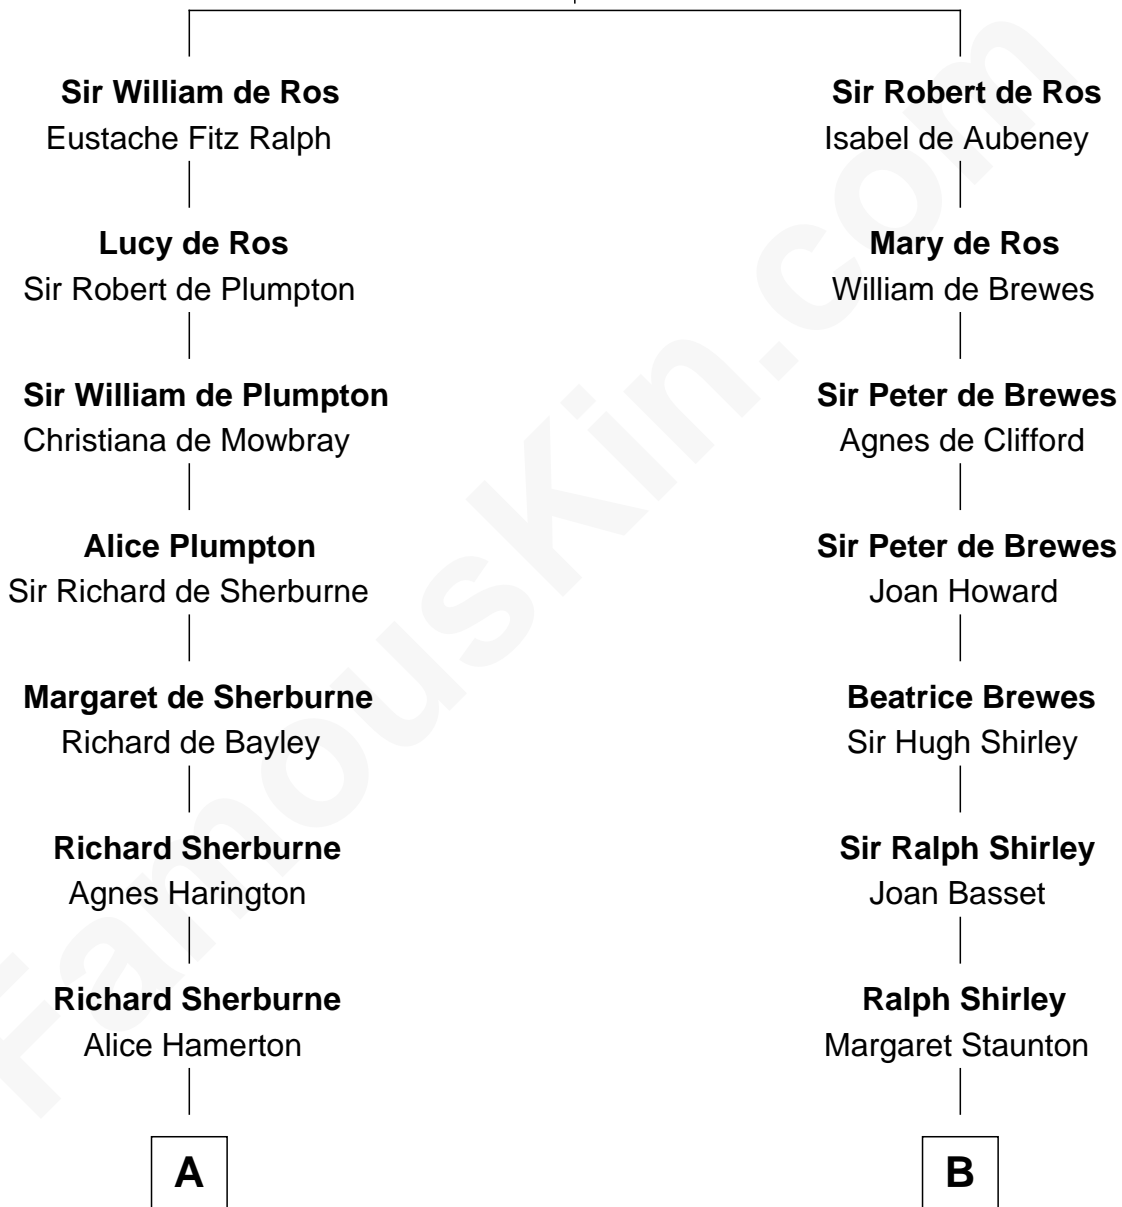 Sir William de Ros
Eustache Fitz Ralph
Lucy de Ros
Sir Robert de Plumpton
Sir William de Plumpton
Christiana de Mowbray
Alice Plumpton
Sir Richard de Sherburne
Margaret de Sherburne
Richard de Bayley
Richard Sherburne
Agnes Harington
Richard Sherburne
Alice Hamerton
A
Sir Robert de Ros
Isabel de Aubeney
Mary de Ros
William de Brewes
Sir Peter de Brewes
Agnes de Clifford
Sir Peter de Brewes
Joan Howard
Beatrice Brewes
Sir Hugh Shirley
Sir Ralph Shirley
Joan Basset
Ralph Shirley
Margaret Staunton
B
FamousKin.com